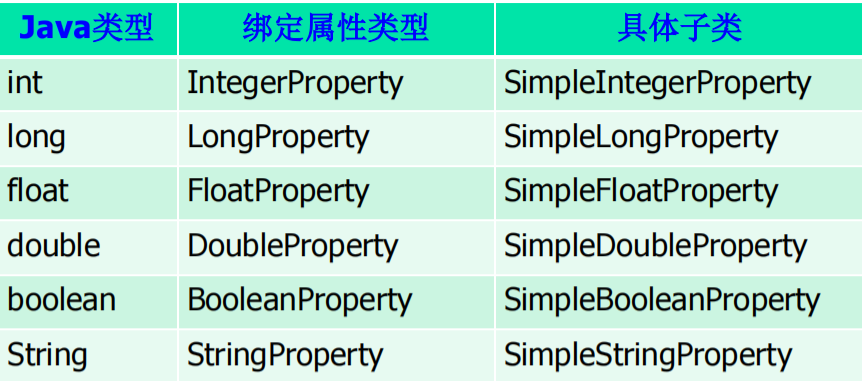 Java类型 绑定属性类型 具体子类
int IntegerProperty SimpleIntegerProperty
long LongProperty SimpleLongProperty
float FloatProperty SimpleFloatProperty
double DoubleProperty SimpleDoubleProperty
boolean BooleanProperty SimpleBooleanProperty
String StringProperty SimpleStringProperty